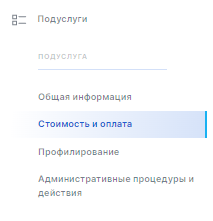 Подуслуги
ПОДУСЛУГА
Общая информация
Стоимость и оплата
Профилирование
Административные процедуры и
действия